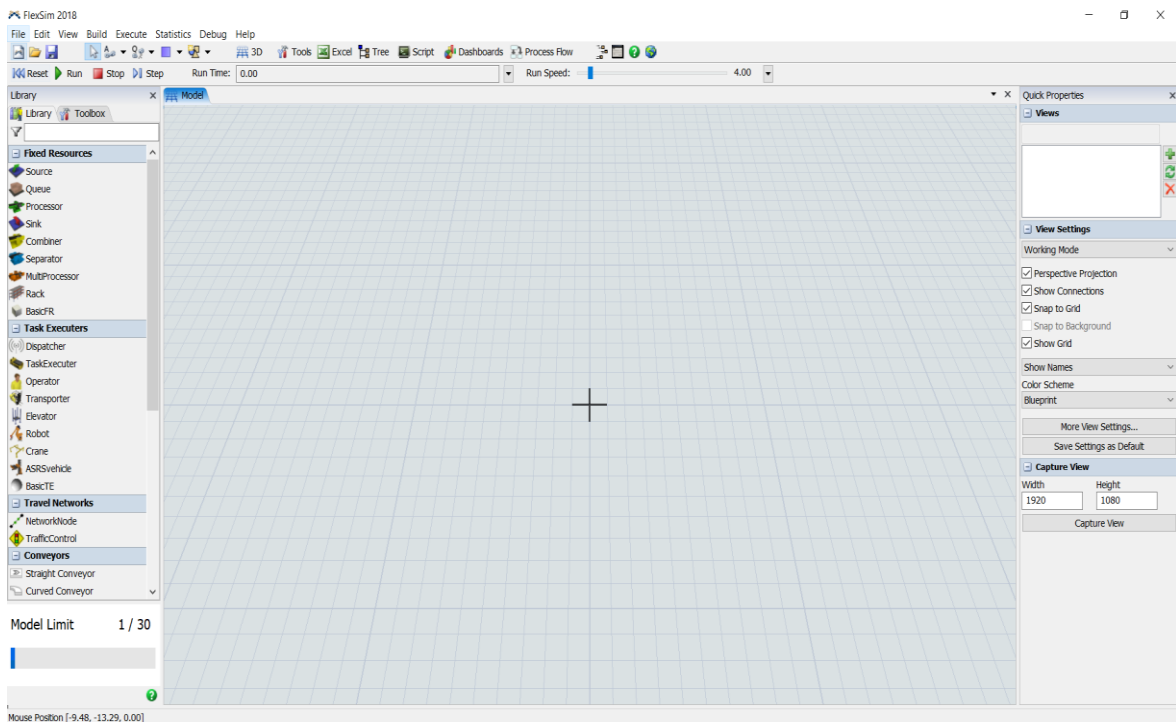 FlexSim 2018
File Edit View Build Execute Statistics Debug Help
3D Tools Excel Tree Script Dashboards Process Flow
Reset Run Stop Step Run Time: 0.00 Run Speed: 4.00
Library
Library Toolbox
Fixed Resources
Source
Queue
Processor
Sink
Combiner
Separator
MultiProcessor
Rack
BasicFR
Task Executers
Dispatcher
TaskExecuter
Operator
Transporter
Elevator
Robot
Crane
ASRSvehicle
BasicTE
Travel Networks
NetworkNode
TrafficControl
Conveyors
Straight Conveyor
Curved Conveyor
Model Limit 1 / 30
Mouse Position [-9.48, -13.29, 0.00]
Model
Quick Properties
Views
View Settings
Working Mode
Perspective Projection
Show Connections
Snap to Grid
Snap to Background
Show Grid
Show Names
Color Scheme
Blueprint
More View Settings...
Save Settings as Default
Capture View
Width Height
1920 1080
Capture View